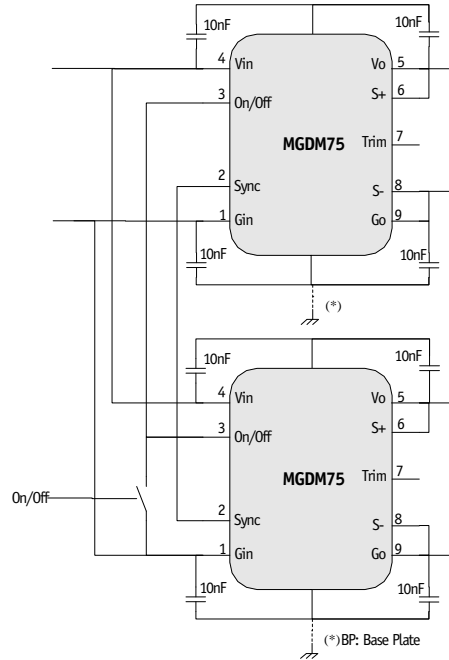 10nF
10nF
4 Vin
Vo 5
S+ 6
3 On/Off
MGDM75
Trim 7
2 Sync
S- 8
1 Gin
Go 9
10nF
10nF
(*)
10nF
10nF
4 Vin
Vo 5
3 On/Off
S+ 6
MGDM75
Trim 7
On/Off
2 Sync
S- 8
1 Gin
Go 9
10nF
10nF
(*)BP: Base Plate